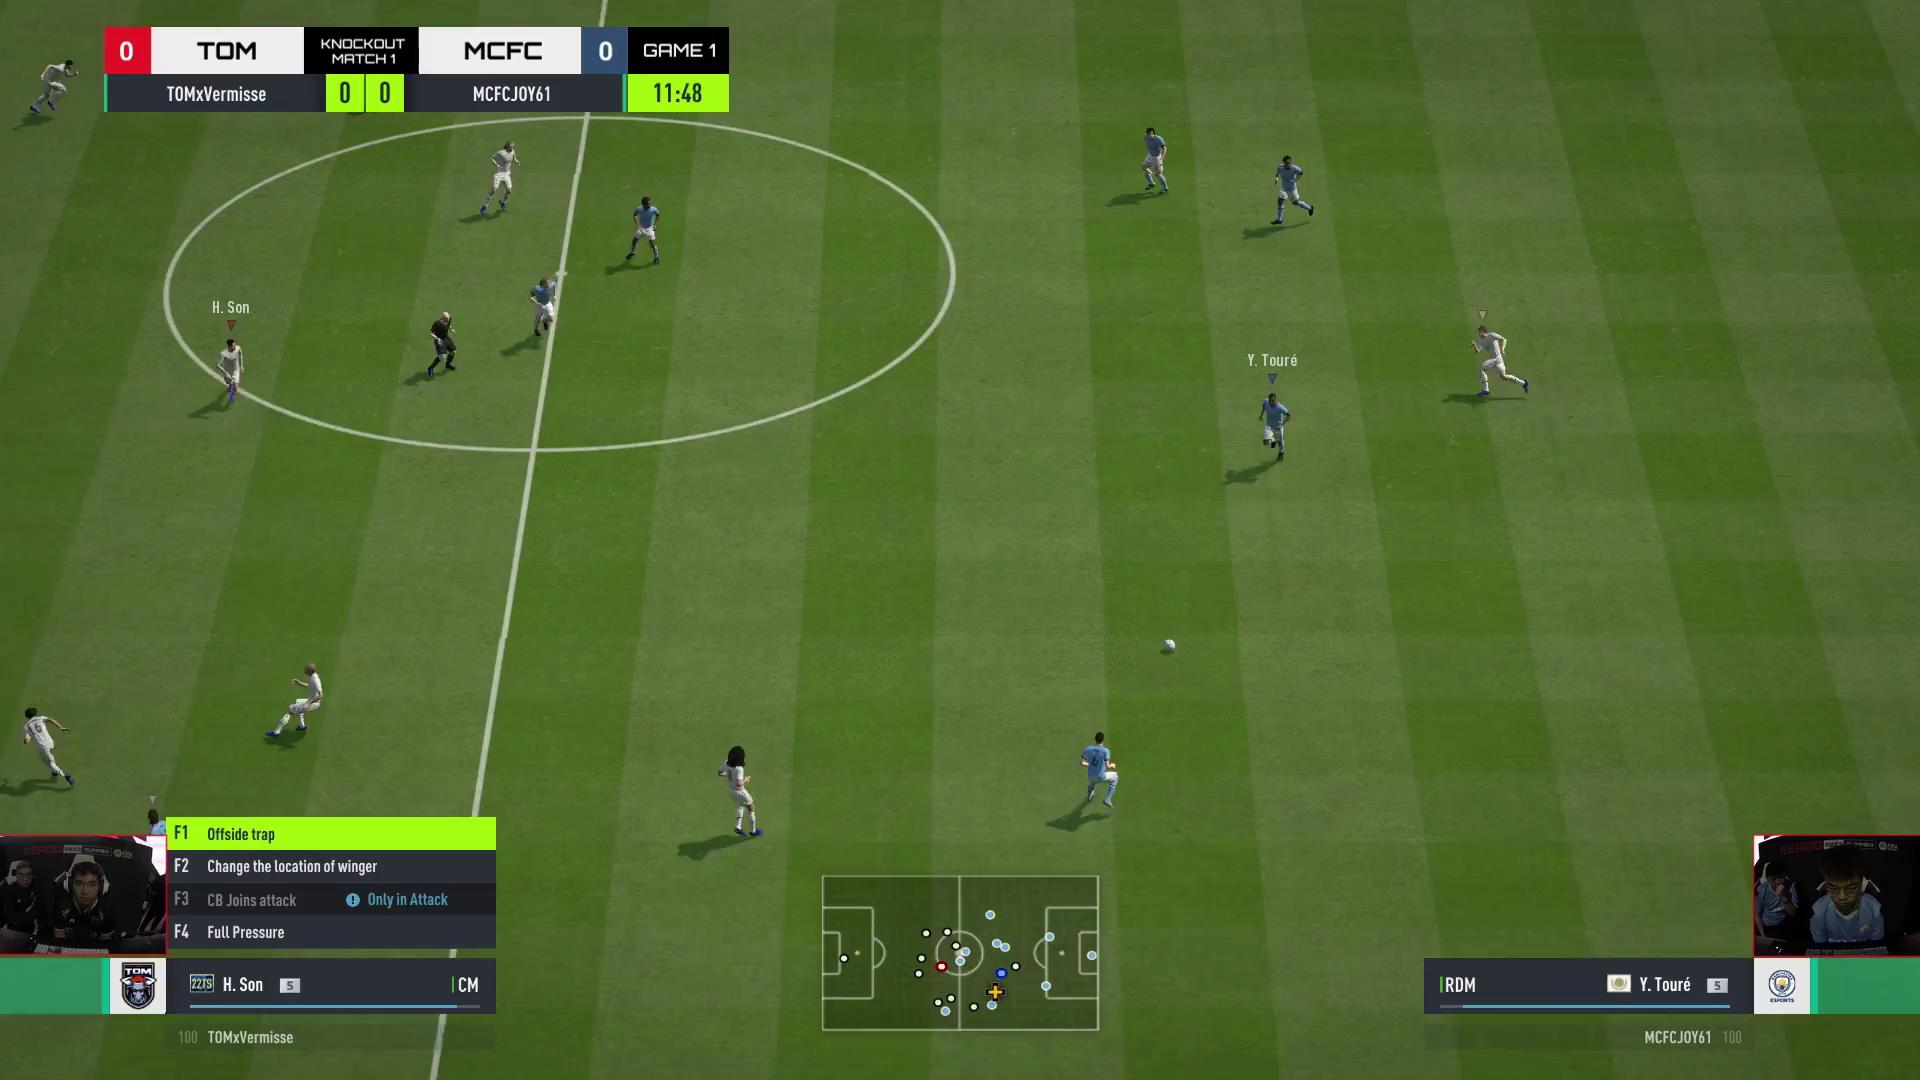 0 TOM KNOCKOUT MATCH 1 MCFC 0 GAME 1
TOMxVermisse 0 0 MCFCJOY61 11:48
H. Son
Y. Touré
F1 Offside trap
F2 Change the location of winger
F3 CB Joins attack Only in Attack
F4 Full Pressure
TOM 22TS H. Son 5 CM
RDM Y. Touré 5
100 TOMxVermisse
MCFCJOY61 100